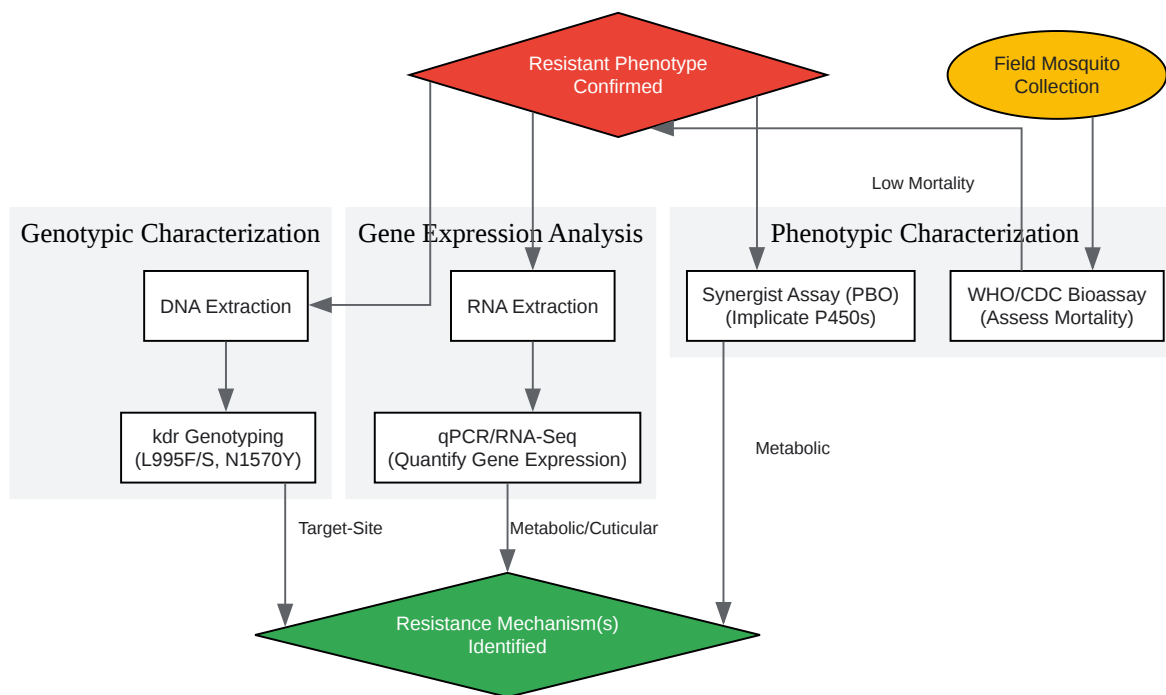 Resistant Phenotype
Confirmed
Field Mosquito
Collection
Low Mortality
Genotypic Characterization
Gene Expression Analysis
Phenotypic Characterization
DNA Extraction
RNA Extraction
Synergist Assay (PBO)
(Implicate P450s)
WHO/CDC Bioassay
(Assess Mortality)
kdr Genotyping
(L995F/S, N1570Y)
qPCR/RNA-Seq
(Quantify Gene Expression)
Metabolic
Target-Site
Metabolic/Cuticular
Resistance Mechanism(s)
Identified